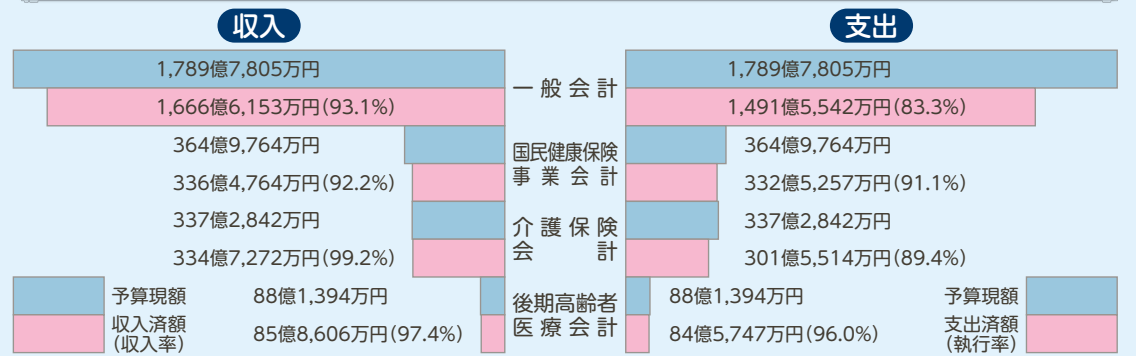 収入
支出
1,789億7,805万円
一般会計
1,789億7,805万円
1,666億6,153万円(93.1%)
1,491億5,542万円(83.3%)
364億9,764万円
国民健康保険
事業会計
364億9,764万円
336億4,764万円(92.2%)
332億5,257万円(91.1%)
337億2,842万円
介護保険
会計
337億2,842万円
334億7,272万円(99.2%)
301億5,514万円(89.4%)
予算現額
88億1,394万円
後期高齢者
医療会計
88億1,394万円
予算現額
収入済額
(収入率)
85億8,606万円(97.4%)
84億5,747万円(96.0%)
支出済額
(執行率)